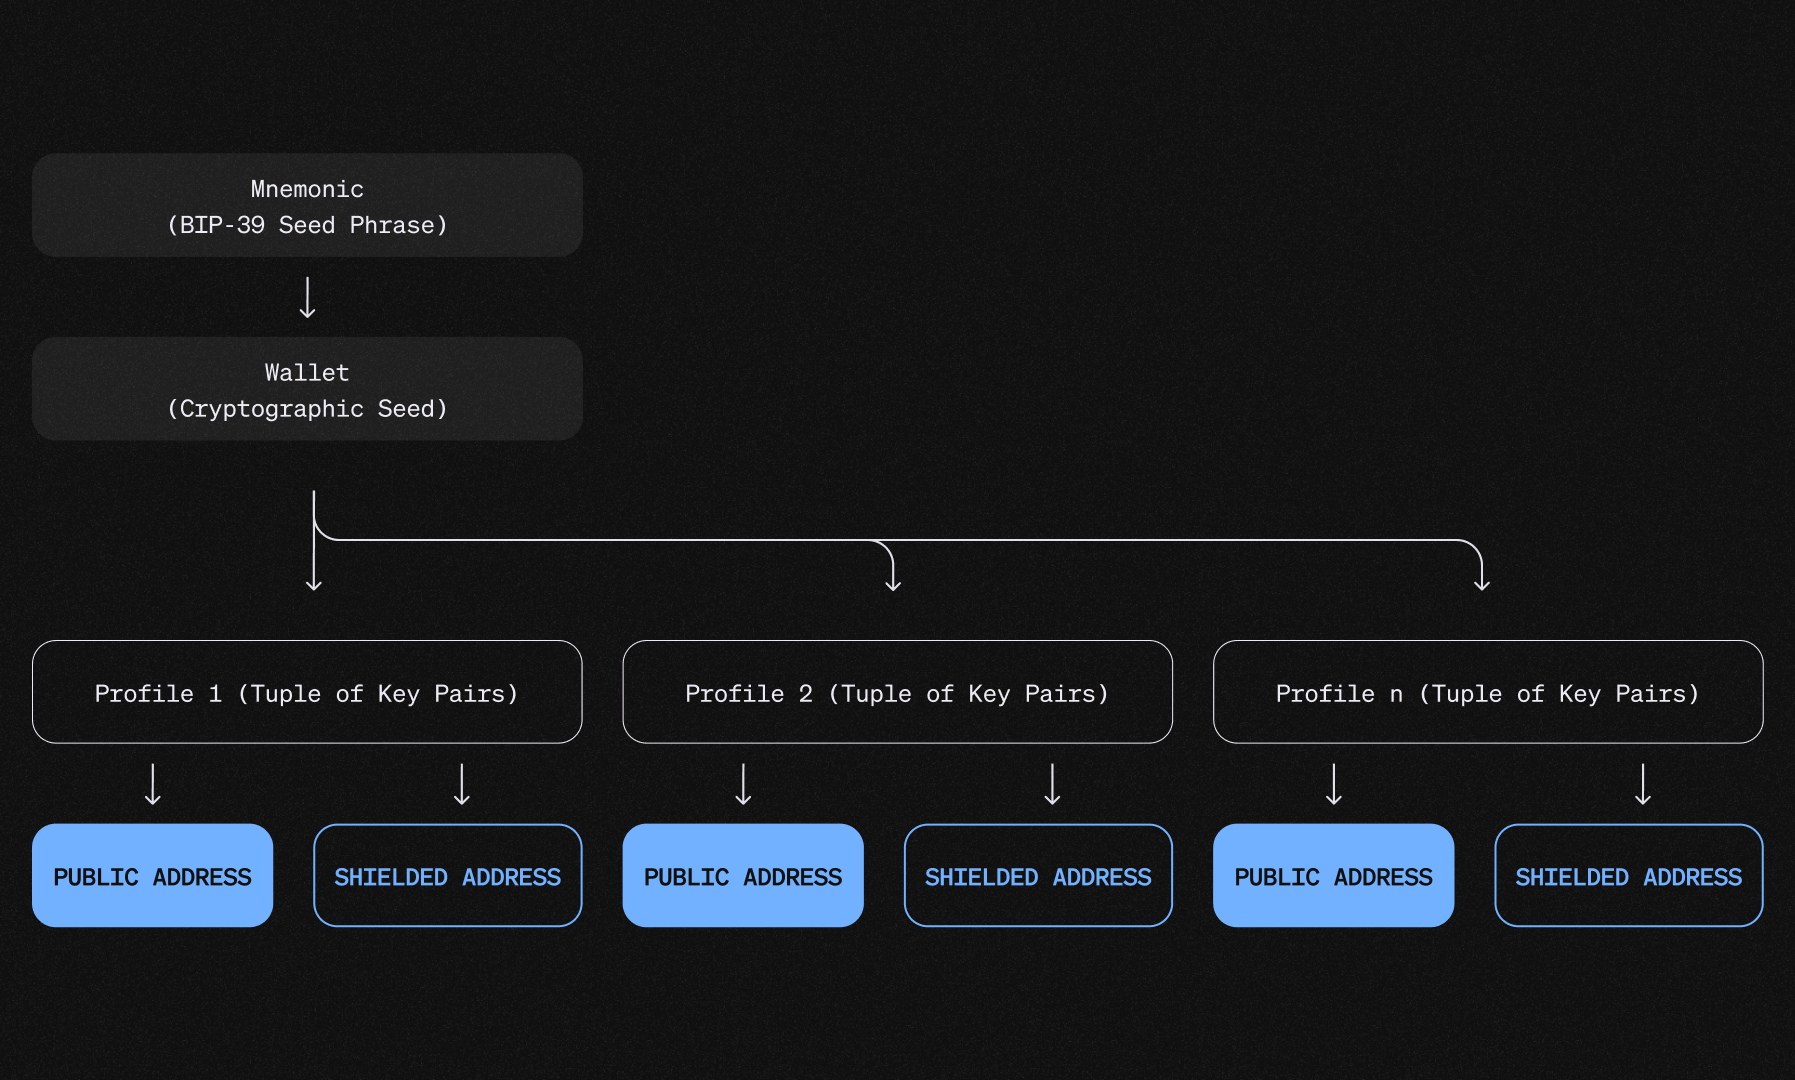 Mnemonic
(BIP-39 Seed Phrase)
Wallet
(Cryptographic Seed)
Profile 1 (Tuple of Key Pairs)
Profile 2 (Tuple of Key Pairs)
Profile n (Tuple of Key Pairs)
PUBLIC ADDRESS
SHIELDED ADDRESS
PUBLIC ADDRESS
SHIELDED ADDRESS
PUBLIC ADDRESS
SHIELDED ADDRESS